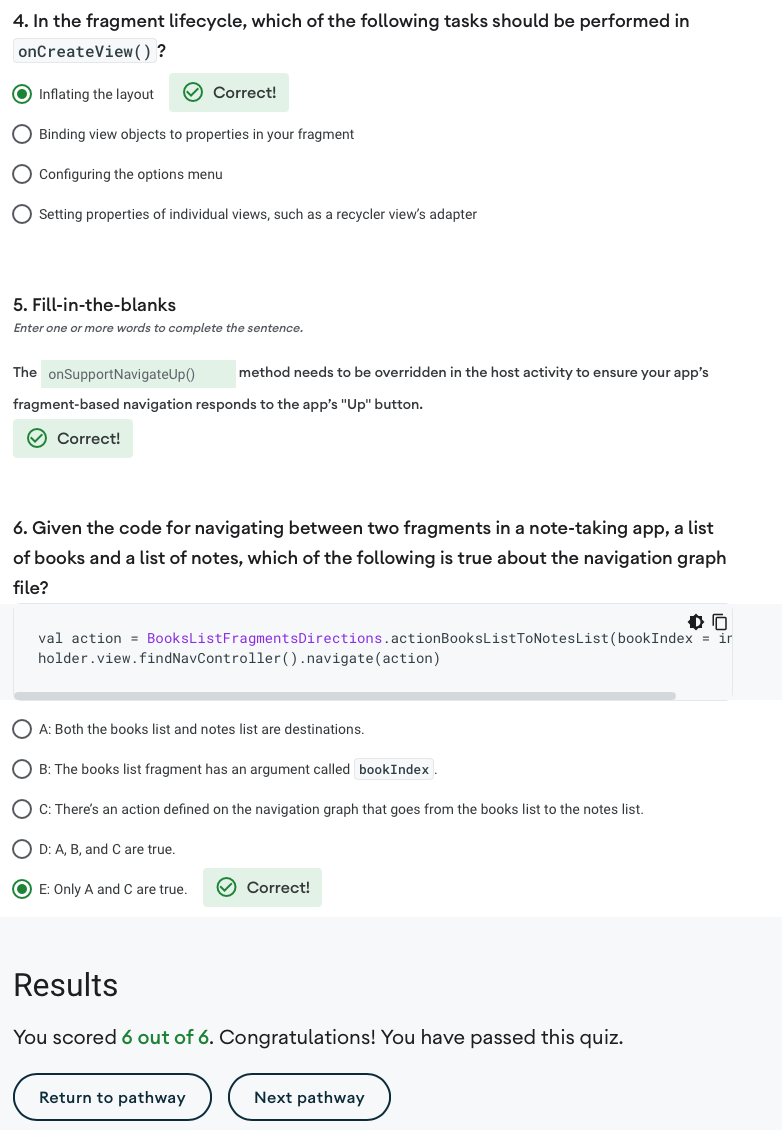 4. In the fragment lifecycle, which of the following tasks should be performed in
onCreateView()?
Inflating the layout
Correct!
Binding view objects to properties in your fragment
Configuring the options menu
Setting properties of individual views, such as a recycler view’s adapter
5. Fill-in-the-blanks
Enter one or more words to complete the sentence.
The onSupportNavigateUp() method needs to be overridden in the host activity to ensure your app’s
fragment-based navigation responds to the app’s "Up" button.
Correct!
6. Given the code for navigating between two fragments in a note-taking app, a list
of books and a list of notes, which of the following is true about the navigation graph
file?
val action = BooksListFragmentsDirections.actionBooksListToNotesList(bookIndex =
holder.view.findNavController().navigate(action)
A: Both the books list and notes list are destinations.
B: The books list fragment has an argument called bookIndex.
C: There’s an action defined on the navigation graph that goes from the books list to the notes list.
D: A, B, and C are true.
E: Only A and C are true.
Correct!
Results
You scored 6 out of 6. Congratulations! You have passed this quiz.
Return to pathway
Next pathway